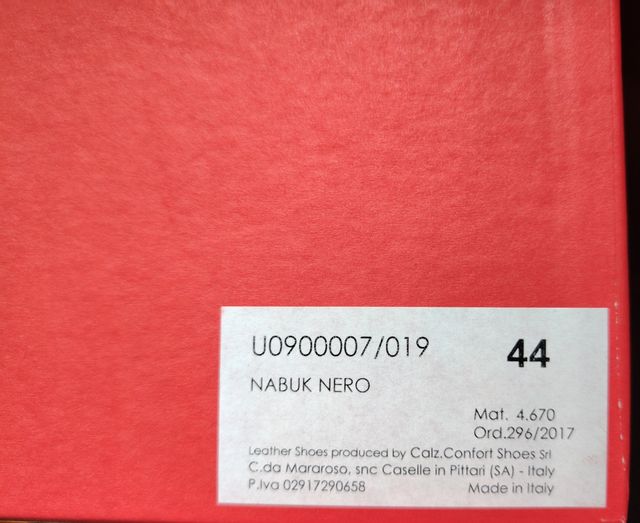 U0900007/019 44
NABUK NERO
Mat. 4.670
Ord.296/2017
Leather Shoes produced by Calz.Confort Shoes Srl
C.da Mararoso, snc Caselle in Pittari (SA) - Italy
P.Iva 02917290658 Made in Italy